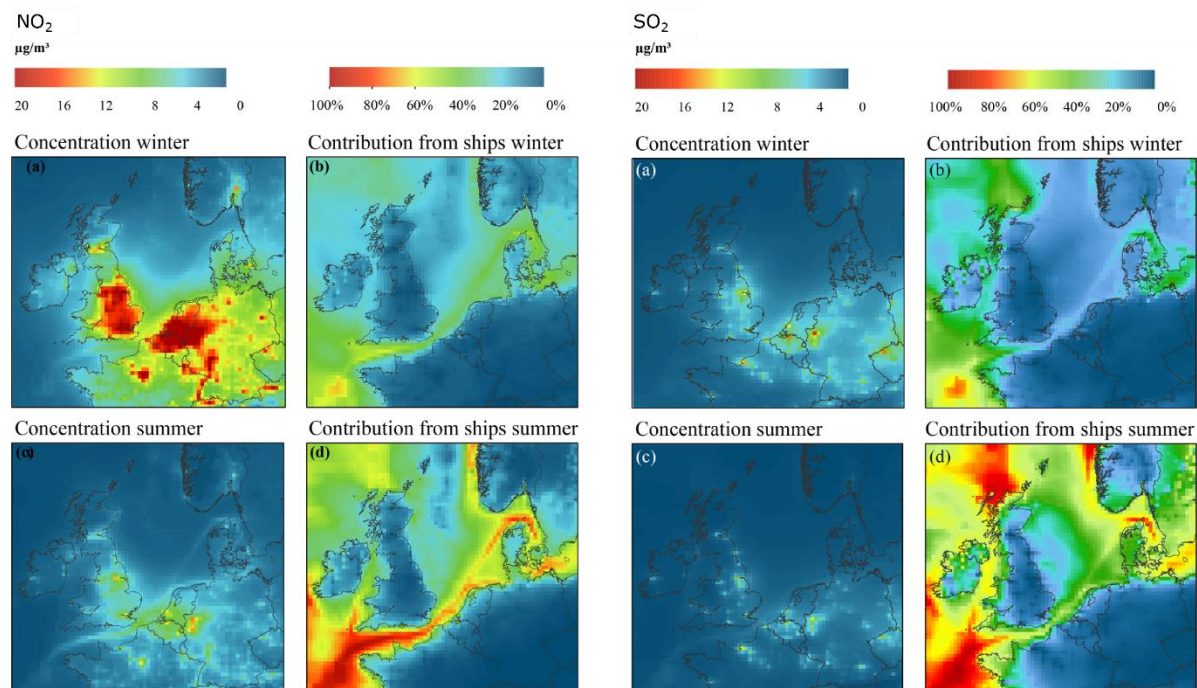 NO₂
µg/m³
20 16 12 8 4 0
100% 80% 60% 40% 20% 0%
Concentration winter
Contribution from ships winter
(a)
(b)
Concentration summer
Contribution from ships summer
(c)
(d)
SO₂
µg/m³
20 16 12 8 4 0
100% 80% 60% 40% 20% 0%
Concentration winter
Contribution from ships winter
(a)
(b)
Concentration summer
Contribution from ships summer
(c)
(d)